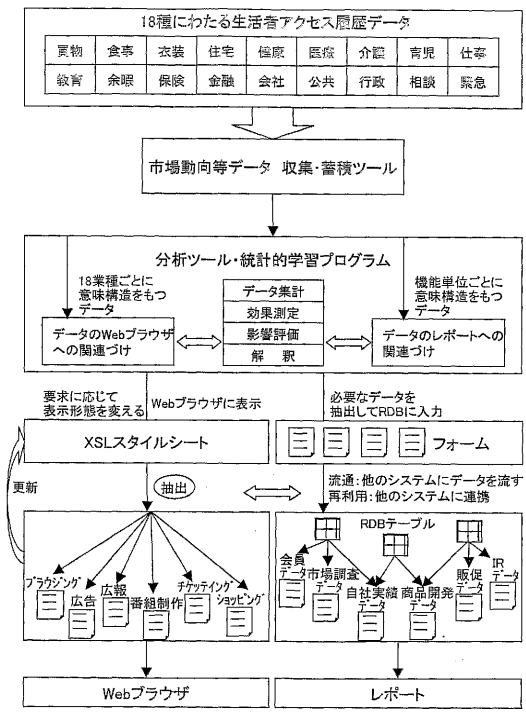 18種にわたる生活者アクセス履歴データ
買物 食事 衣装 住宅 健康 医療 介護 育児 仕事
教育 余暇 保険 金融 会社 公共 行政 相談 緊急
市場動向等データ 収集・蓄積ツール
分析ツール・統計的学習プログラム
18業種ごとに
意味構造をもつ
データ
データ集計
効果測定
影響評価
解 釈
機能単位ごとに
意味構造をもつ
データ
データのWebブラウザ
への関連づけ
データのレポートへの
関連づけ
要求に応じて
表示形態を変える
Webブラウザに表示
必要なデータを
抽出してRDBに入力
XSLスタイルシート
フォーム
更新
抽出
流通:他のシステムにデータを流す
再利用:他のシステムに連携
ブラウジング
広告
広報
番組制作
チケッティング
ショッピング
RDBテーブル
会員
データ
市場調査
データ
自社実績
データ
商品開発
データ
販促
データ
IR
データ
Webブラウザ
レポート